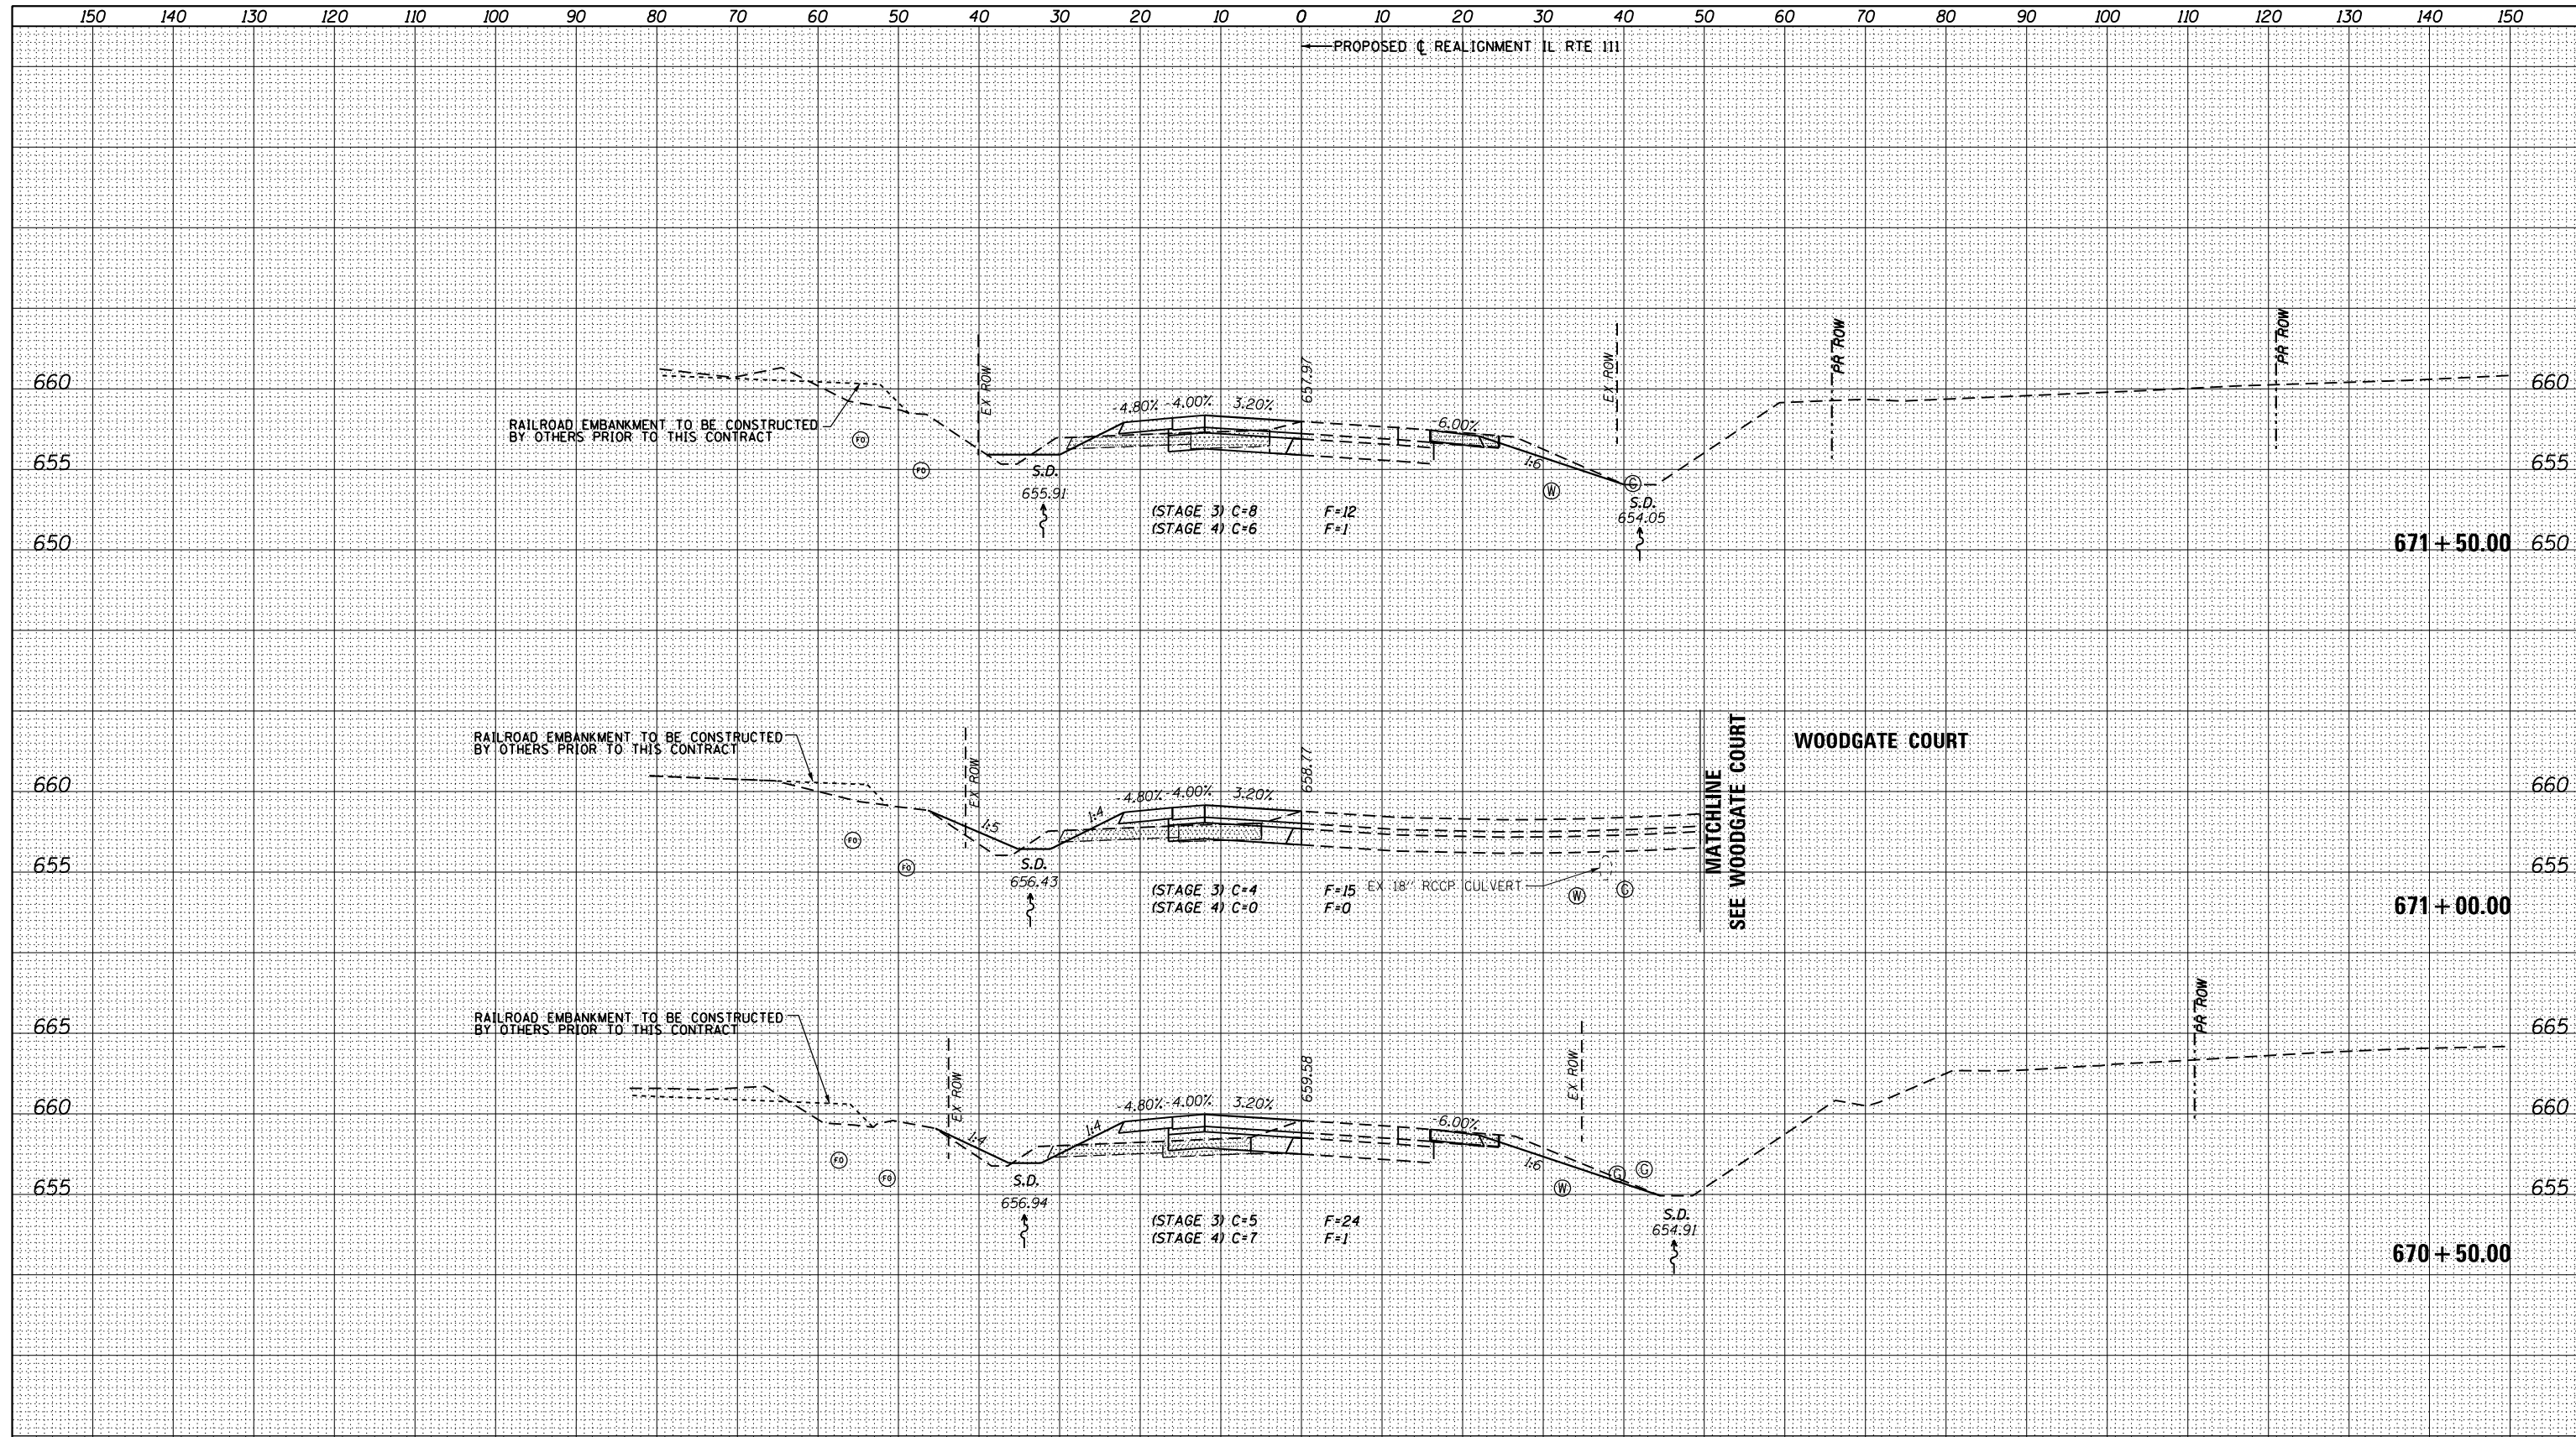 150 140 130 120 110 100 90 80 70 60 50 40 30 20 10 0 10 20 30 40 50 60 70 80 90 100 110 120 130 140 150
PROPOSED ℄ REALIGNMENT IL RTE 111
EX ROW
657.97
EX ROW
PR ROW
PR ROW
660
660
-4.80% -4.00% 3.20%
-6.00%
RAILROAD EMBANKMENT TO BE CONSTRUCTED
BY OTHERS PRIOR TO THIS CONTRACT
FO
FO
655
655
1:6
S.D.
655.91
W
G
S.D.
654.05
(STAGE 3) C=8 F=12
(STAGE 4) C=6 F=1
650
671+50.00 650
RAILROAD EMBANKMENT TO BE CONSTRUCTED
BY OTHERS PRIOR TO THIS CONTRACT
EX ROW
658.77
MATCHLINE
SEE WOODGATE COURT
WOODGATE COURT
660
660
-4.80% -4.00% 3.20%
1:5
1:4
FO
FO
655
655
S.D.
656.43
EX 18" RCCP CULVERT
W
G
(STAGE 3) C=4 F=15
(STAGE 4) C=0 F=0
671+00.00
RAILROAD EMBANKMENT TO BE CONSTRUCTED
BY OTHERS PRIOR TO THIS CONTRACT
665
665
EX ROW
659.58
EX ROW
PR ROW
660
660
-4.80% -4.00% 3.20%
-6.00%
1:4
1:4
1:6
FO
FO
655
655
W
G
G
S.D.
656.94
S.D.
654.91
(STAGE 3) C=5 F=24
(STAGE 4) C=7 F=1
670+50.00